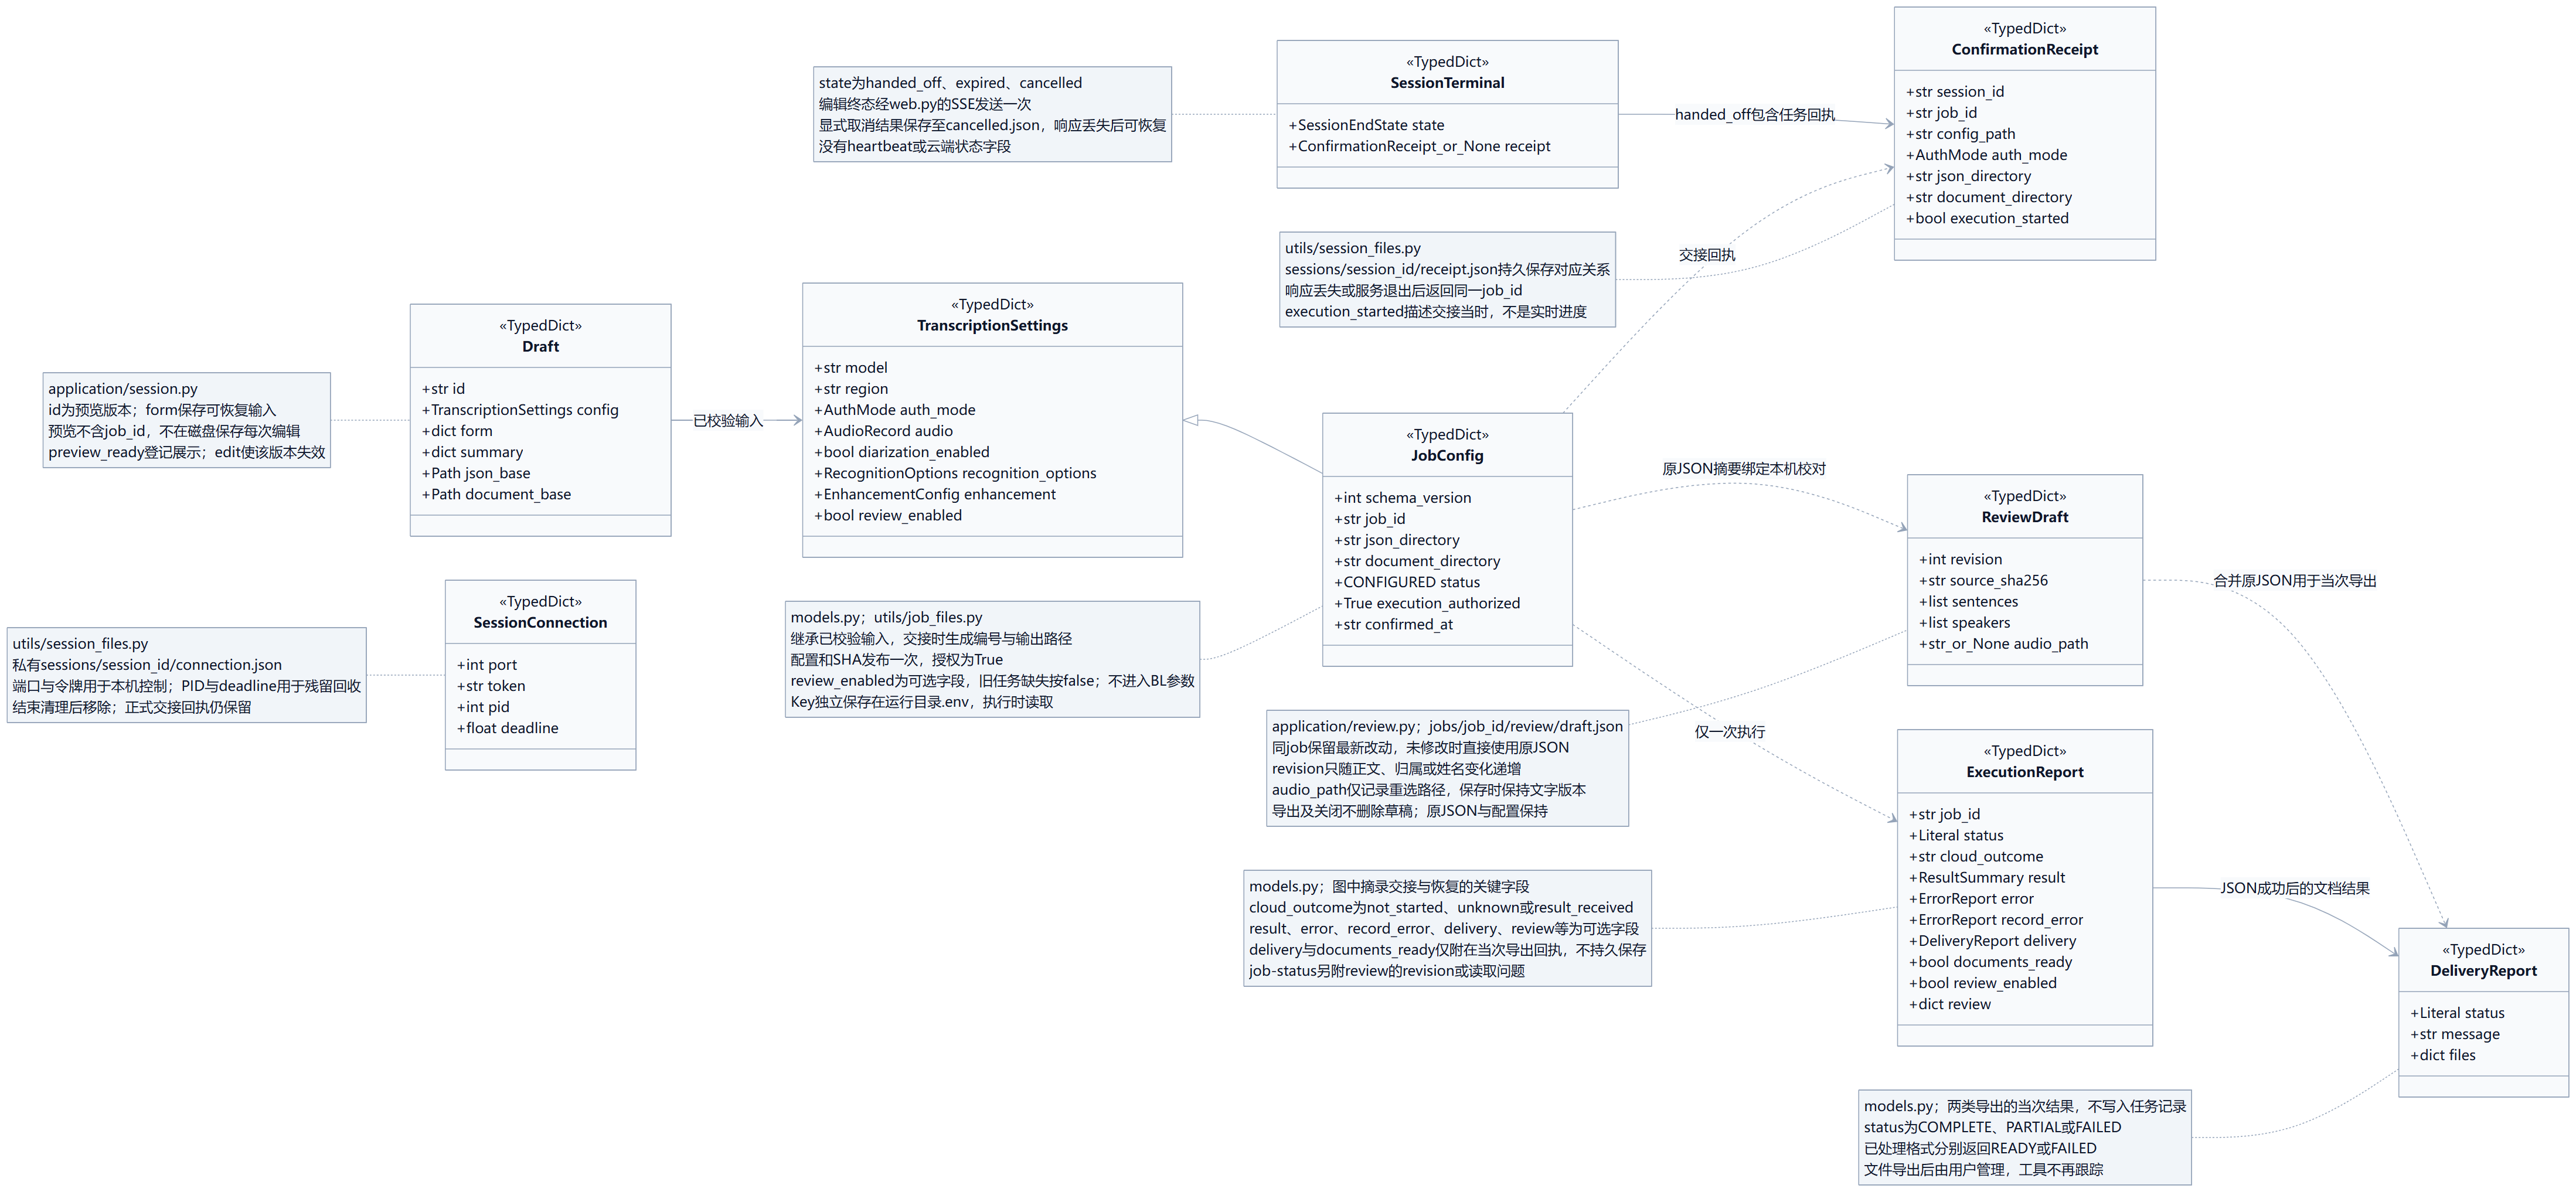 application/session.py
id为预览版本；form保存可恢复输入
预览不含job_id，不在磁盘保存每次编辑
preview_ready登记展示；edit使该版本失效
«TypedDict»
Draft
+str id
+TranscriptionSettings config
+dict form
+dict summary
+Path json_base
+Path document_base
已校验输入
«TypedDict»
TranscriptionSettings
+str model
+str region
+AuthMode auth_mode
+AudioRecord audio
+bool diarization_enabled
+RecognitionOptions recognition_options
+EnhancementConfig enhancement
+bool review_enabled
utils/session_files.py
私有sessions/session_id/connection.json
端口与令牌用于本机控制；PID与deadline用于残留回收
结束清理后移除；正式交接回执仍保留
«TypedDict»
SessionConnection
+int port
+str token
+int pid
+float deadline
state为handed_off、expired、cancelled
编辑终态经web.py的SSE发送一次
显式取消结果保存至cancelled.json，响应丢失后可恢复
没有heartbeat或云端状态字段
«TypedDict»
SessionTerminal
+SessionEndState state
+ConfirmationReceipt_or_None receipt
handed_off包含任务回执
«TypedDict»
ConfirmationReceipt
+str session_id
+str job_id
+str config_path
+AuthMode auth_mode
+str json_directory
+str document_directory
+bool execution_started
utils/session_files.py
sessions/session_id/receipt.json持久保存对应关系
响应丢失或服务退出后返回同一job_id
execution_started描述交接当时，不是实时进度
交接回执
models.py；utils/job_files.py
继承已校验输入，交接时生成编号与输出路径
配置和SHA发布一次，授权为True
review_enabled为可选字段，旧任务缺失按false；不进入BL参数
Key独立保存在运行目录.env，执行时读取
«TypedDict»
JobConfig
+int schema_version
+str job_id
+str json_directory
+str document_directory
+CONFIGURED status
+True execution_authorized
+str confirmed_at
原JSON摘要绑定本机校对
«TypedDict»
ReviewDraft
+int revision
+str source_sha256
+list sentences
+list speakers
+str_or_None audio_path
合并原JSON用于当次导出
application/review.py；jobs/job_id/review/draft.json
同job保留最新改动，未修改时直接使用原JSON
revision只随正文、归属或姓名变化递增
audio_path仅记录重选路径，保存时保持文字版本
导出及关闭不删除草稿；原JSON与配置保持
仅一次执行
«TypedDict»
ExecutionReport
+str job_id
+Literal status
+str cloud_outcome
+ResultSummary result
+ErrorReport error
+ErrorReport record_error
+DeliveryReport delivery
+bool documents_ready
+bool review_enabled
+dict review
models.py；图中摘录交接与恢复的关键字段
cloud_outcome为not_started、unknown或result_received
result、error、record_error、delivery、review等为可选字段
delivery与documents_ready仅附在当次导出回执，不持久保存
job-status另附review的revision或读取问题
JSON成功后的文档结果
«TypedDict»
DeliveryReport
+Literal status
+str message
+dict files
models.py；两类导出的当次结果，不写入任务记录
status为COMPLETE、PARTIAL或FAILED
已处理格式分别返回READY或FAILED
文件导出后由用户管理，工具不再跟踪